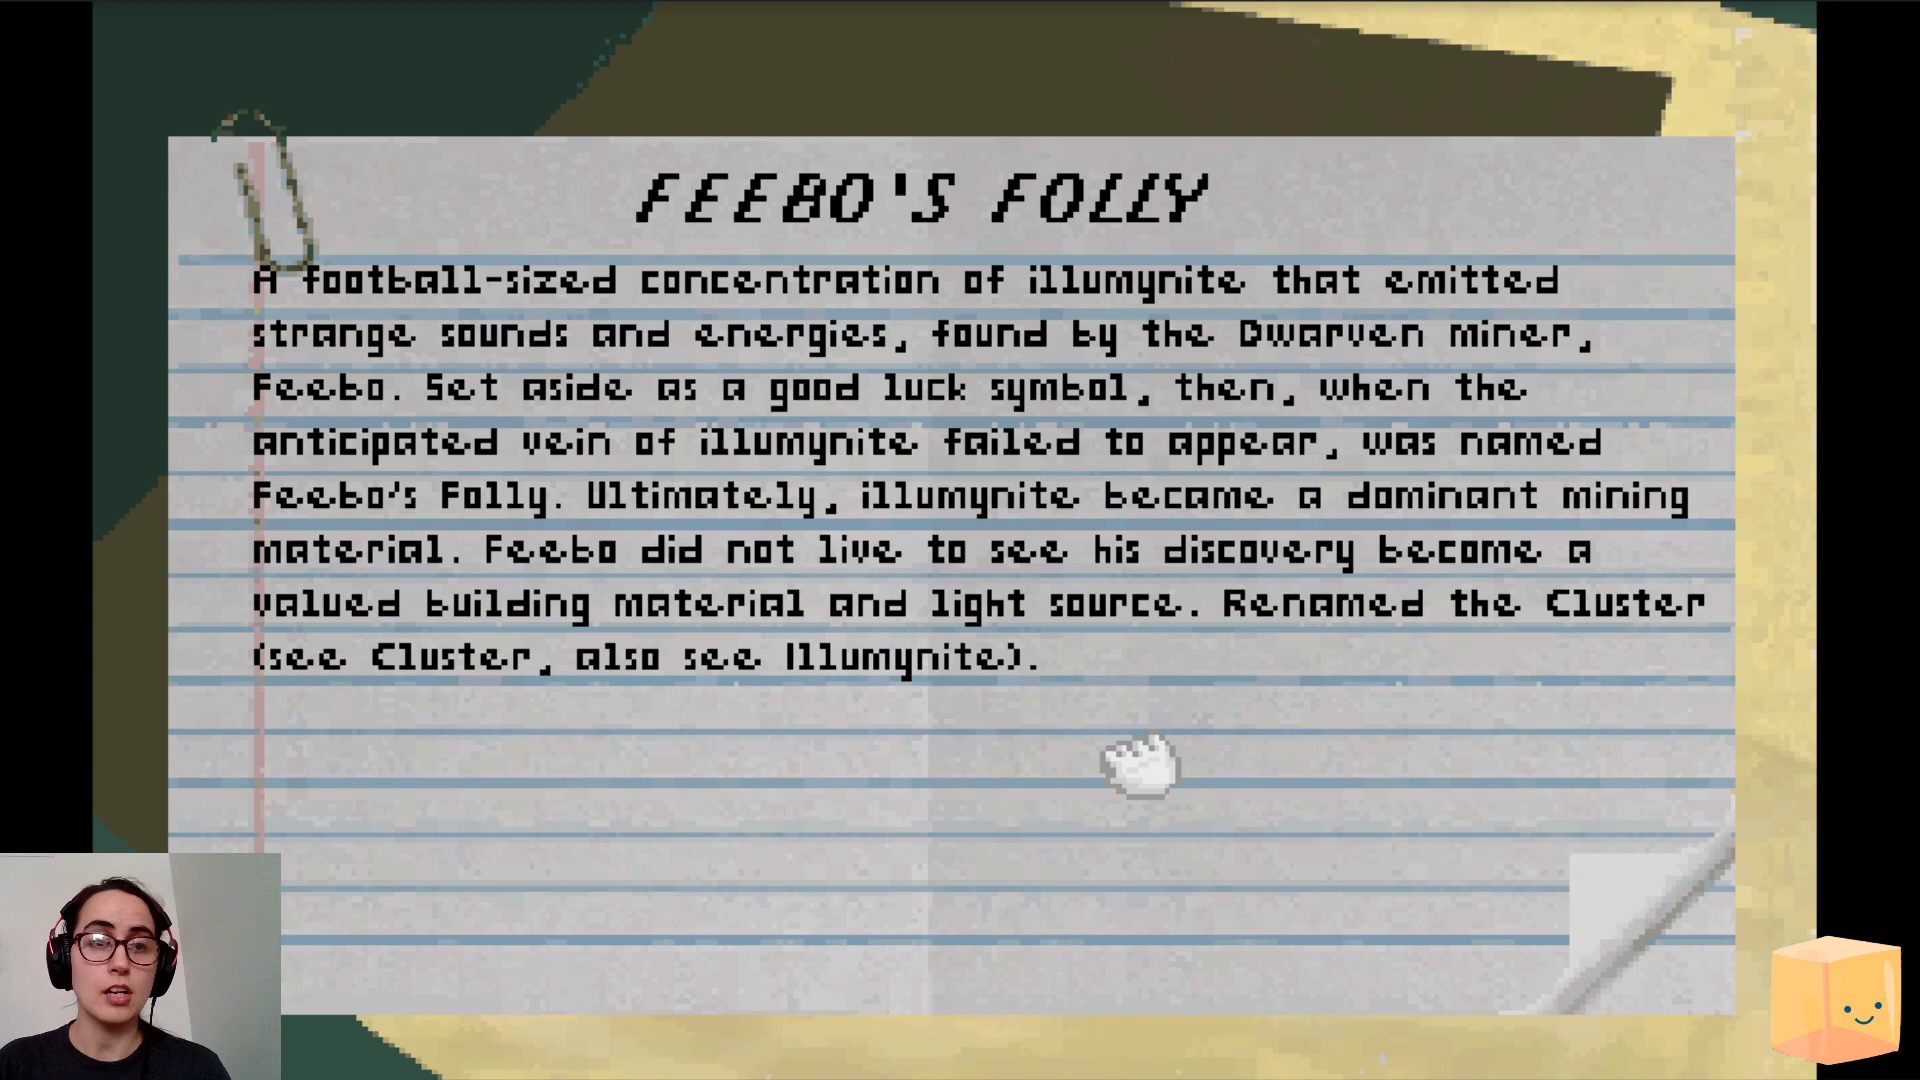 FEEBO'S FOLLY
A football-sized concentration of illumynite that emitted
strange sounds and energies, found by the Dwarven miner,
Feebo. Set aside as a good luck symbol, then, when the
anticipated vein of illumynite failed to appear, was named
Feebo's Folly. Ultimately, illumynite became a dominant mining
material. Feebo did not live to see his discovery become a
valued building material and light source. Renamed the Cluster
(see Cluster, also see Illumynite).